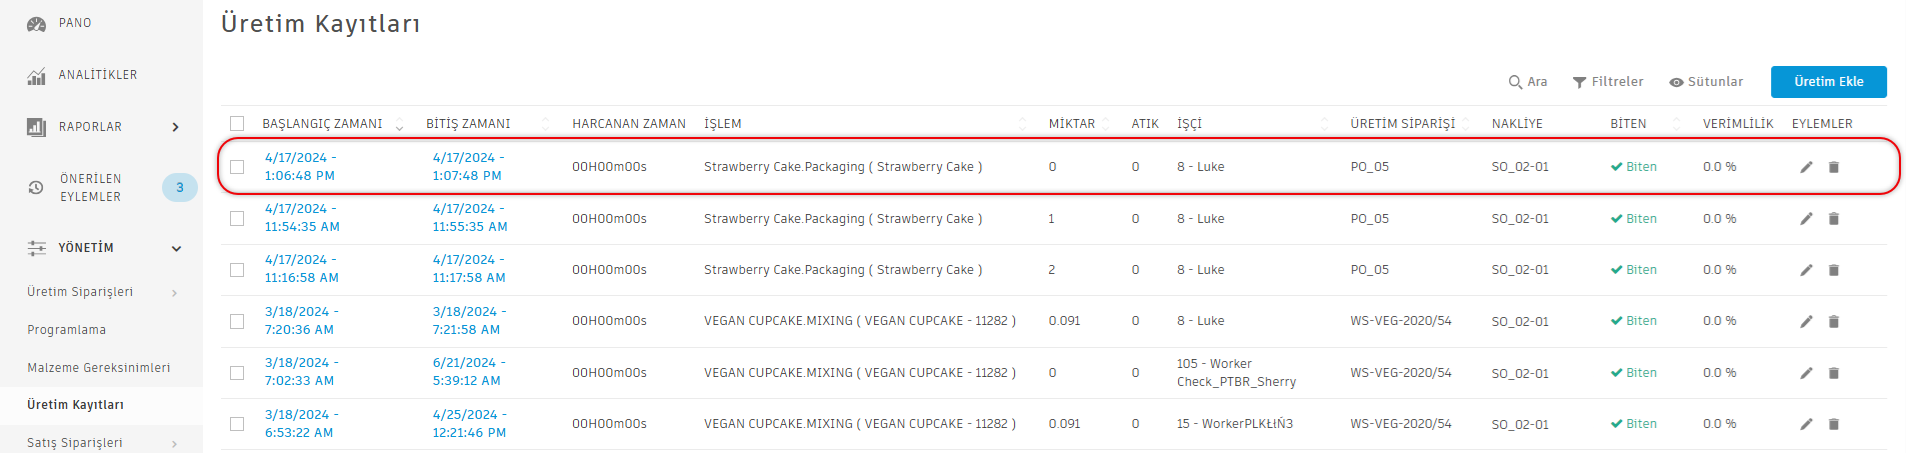 PANO
ANALİTİKLER
RAPORLAR
ÖNERİLEN
EYLEMLER
3
YÖNETİM
Üretim Siparişleri
Programlama
Malzeme Gereksinimleri
Üretim Kayıtları
Satış Siparişleri
Üretim Kayıtları
Ara Filtreler Sütunlar Üretim Ekle
BAŞLANGIÇ ZAMANI BİTİŞ ZAMANI HARCANAN ZAMAN İŞLEM MİKTAR ATIK İŞÇİ ÜRETİM SİPARİŞİ NAKLİYE BİTEN VERİMLİLİK EYLEMLER
4/17/2024 - 4/17/2024 -
1:06:48 PM 1:07:48 PM 00H00m00s Strawberry Cake.Packaging ( Strawberry Cake ) 0 0 8 - Luke PO_05 SO_02-01 Biten 0.0 %
4/17/2024 - 4/17/2024 -
11:54:35 AM 11:55:35 AM 00H00m00s Strawberry Cake.Packaging ( Strawberry Cake ) 1 0 8 - Luke PO_05 SO_02-01 Biten 0.0 %
4/17/2024 - 4/17/2024 -
11:16:58 AM 11:17:58 AM 00H00m00s Strawberry Cake.Packaging ( Strawberry Cake ) 2 0 8 - Luke PO_05 SO_02-01 Biten 0.0 %
3/18/2024 - 3/18/2024 -
7:20:36 AM 7:21:58 AM 00H00m00s VEGAN CUPCAKE.MIXING ( VEGAN CUPCAKE - 11282 ) 0.091 0 8 - Luke WS-VEG-2020/54 SO_02-01 Biten 0.0 %
3/18/2024 - 6/21/2024 - 105 - Worker
7:02:33 AM 5:39:12 AM 00H00m00s VEGAN CUPCAKE.MIXING ( VEGAN CUPCAKE - 11282 ) 0 0 Check_PTBR_Sherry WS-VEG-2020/54 SO_02-01 Biten 0.0 %
3/18/2024 - 4/25/2024 -
6:53:22 AM 12:21:46 PM 00H00m00s VEGAN CUPCAKE.MIXING ( VEGAN CUPCAKE - 11282 ) 0.091 0 15 - WorkerPLKŁłŃ3 WS-VEG-2020/54 SO_02-01 Biten 0.0 %